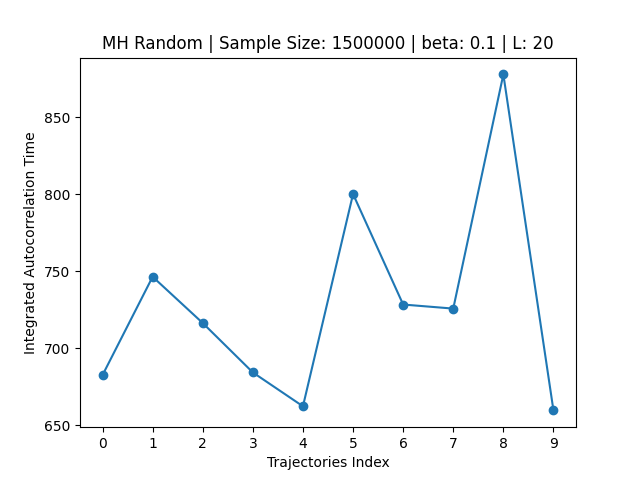 MH Random | Sample Size: 1500000 | beta: 0.1 | L: 20
Integrated Autocorrelation Time
850
800
750
700
650
0 1 2 3 4 5 6 7 8 9
Trajectories Index